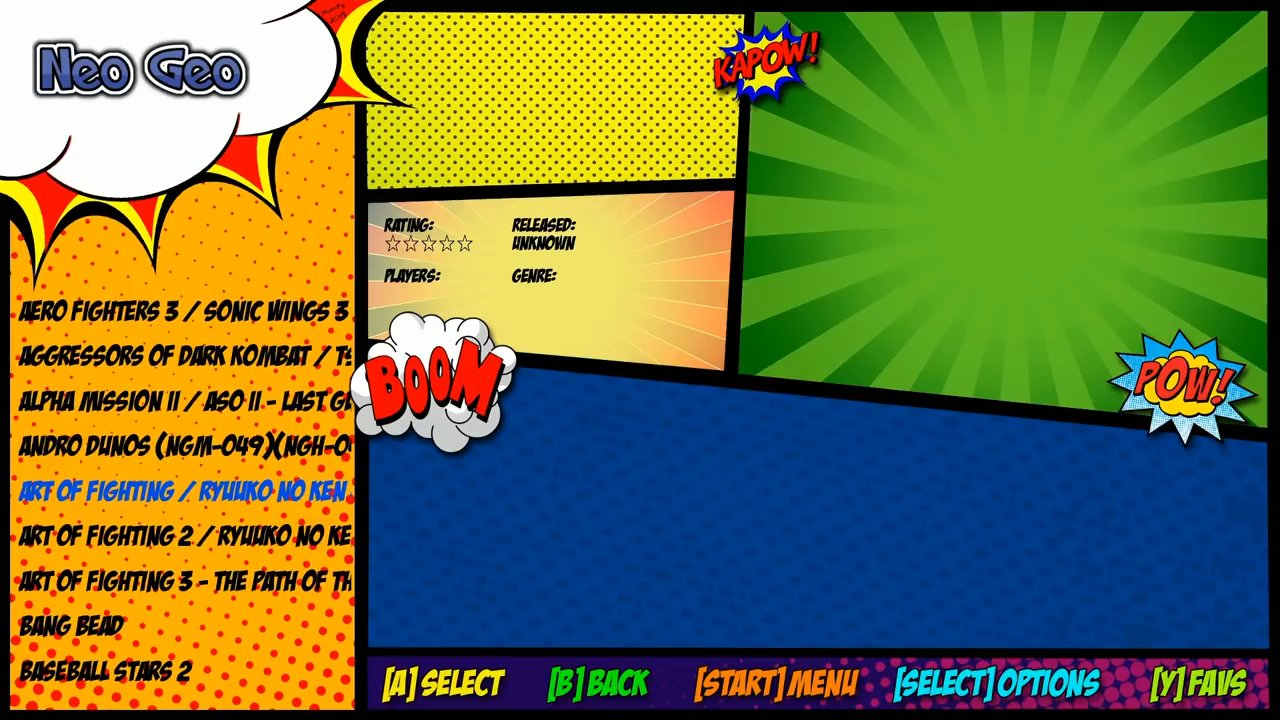 Neo Geo
KAPOW!
RATING:
RELEASED:
UNKNOWN
PLAYERS:
GENRE:
BOOM
POW!
AERO FIGHTERS 3 / SONIC WINGS 3
AGGRESSORS OF DARK KOMBAT /
ALPHA MISSION II / ASO II - LAST
ANDRO DUNOS (NGM-049)(NGH-0
ART OF FIGHTING / RYUUKO NO KEN
ART OF FIGHTING 2 / RYUUKO NO KE
ART OF FIGHTING 3 - THE PATH OF TH
BANG BEAD
BASEBALL STARS 2
[A] SELECT [B] BACK [START] MENU [SELECT] OPTIONS [Y] FAVS